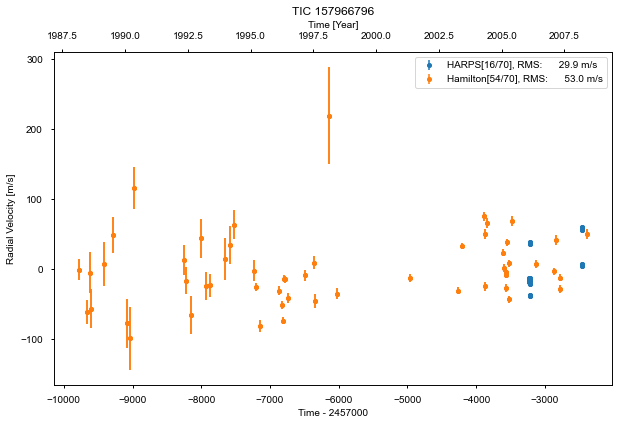 TIC 157966796
Time [Year]
1987.5 1990.0 1992.5 1995.0 1997.5 2000.0 2002.5 2005.0 2007.5
HARPS[16/70], RMS: 29.9 m/s
Hamilton[54/70], RMS: 53.0 m/s
Radial Velocity [m/s]
300
200
100
0
−100
−10000 −9000 −8000 −7000 −6000 −5000 −4000 −3000
Time - 2457000